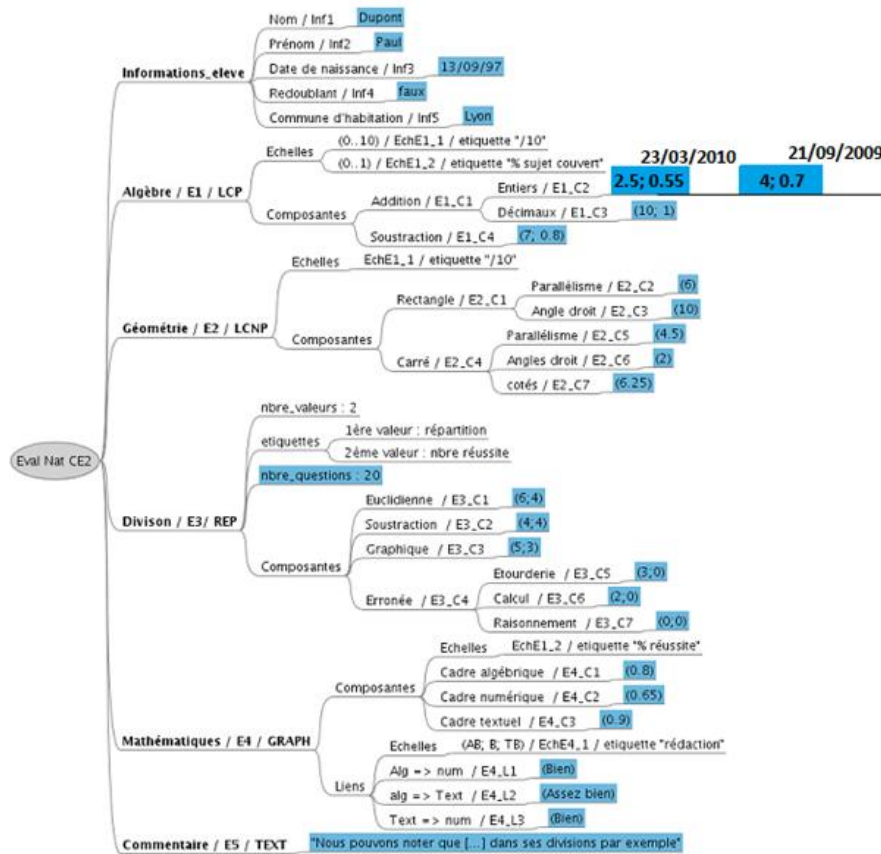 Eval Nat CE2
Informations_eleve
Nom / Inf1 Dupont
Prénom / Inf2 Paul
Date de naissance / Inf3 13/09/97
Redoublant / Inf4 faux
Commune d'habitation / Inf5 Lyon
Algèbre / E1 / LCP
Echelles
(0..10) / EchE1_1 / etiquette "/10"
(0..1) / EchE1_2 / etiquette "% sujet couvert"
Composantes
Addition / E1_C1
23/03/2010 21/09/2009
Entiers / E1_C2 2.5; 0.55 4; 0.7
Décimaux / E1_C3 (10; 1)
Soustraction / E1_C4 (7; 0.8)
Géométrie / E2 / LCNP
Echelles EchE1_1 / etiquette "/10"
Composantes
Rectangle / E2_C1
Parallélisme / E2_C2 (6)
Angle droit / E2_C3 (10)
Carré / E2_C4
Parallélisme / E2_C5 (4.5)
Angles droit / E2_C6 (2)
cotés / E2_C7 (6.25)
Divison / E3/ REP
nbre_valeurs : 2
etiquettes
1ère valeur : répartition
2ème valeur : nbre réussite
nbre_questions : 20
Composantes
Euclidienne / E3_C1 (6;4)
Soustraction / E3_C2 (4;4)
Graphique / E3_C3 (5;3)
Erronée / E3_C4
Etourderie / E3_C5 (3;0)
Calcul / E3_C6 (2;0)
Raisonnement / E3_C7 (0;0)
Mathématiques / E4 / GRAPH
Composantes
Echelles EchE1_2 / etiquette "% réussite"
Cadre algébrique / E4_C1 (0.8)
Cadre numérique / E4_C2 (0.65)
Cadre textuel / E4_C3 (0.9)
Liens
Echelles (AB; B; TB) / EchE4_1 / etiquette "rédaction"
Alg => num / E4_L1 (Bien)
alg => Text / E4_L2 (Assez bien)
Text => num / E4_L3 (Bien)
Commentaire / E5 / TEXT "Nous pouvons noter que [...] dans ses divisions par exemple"